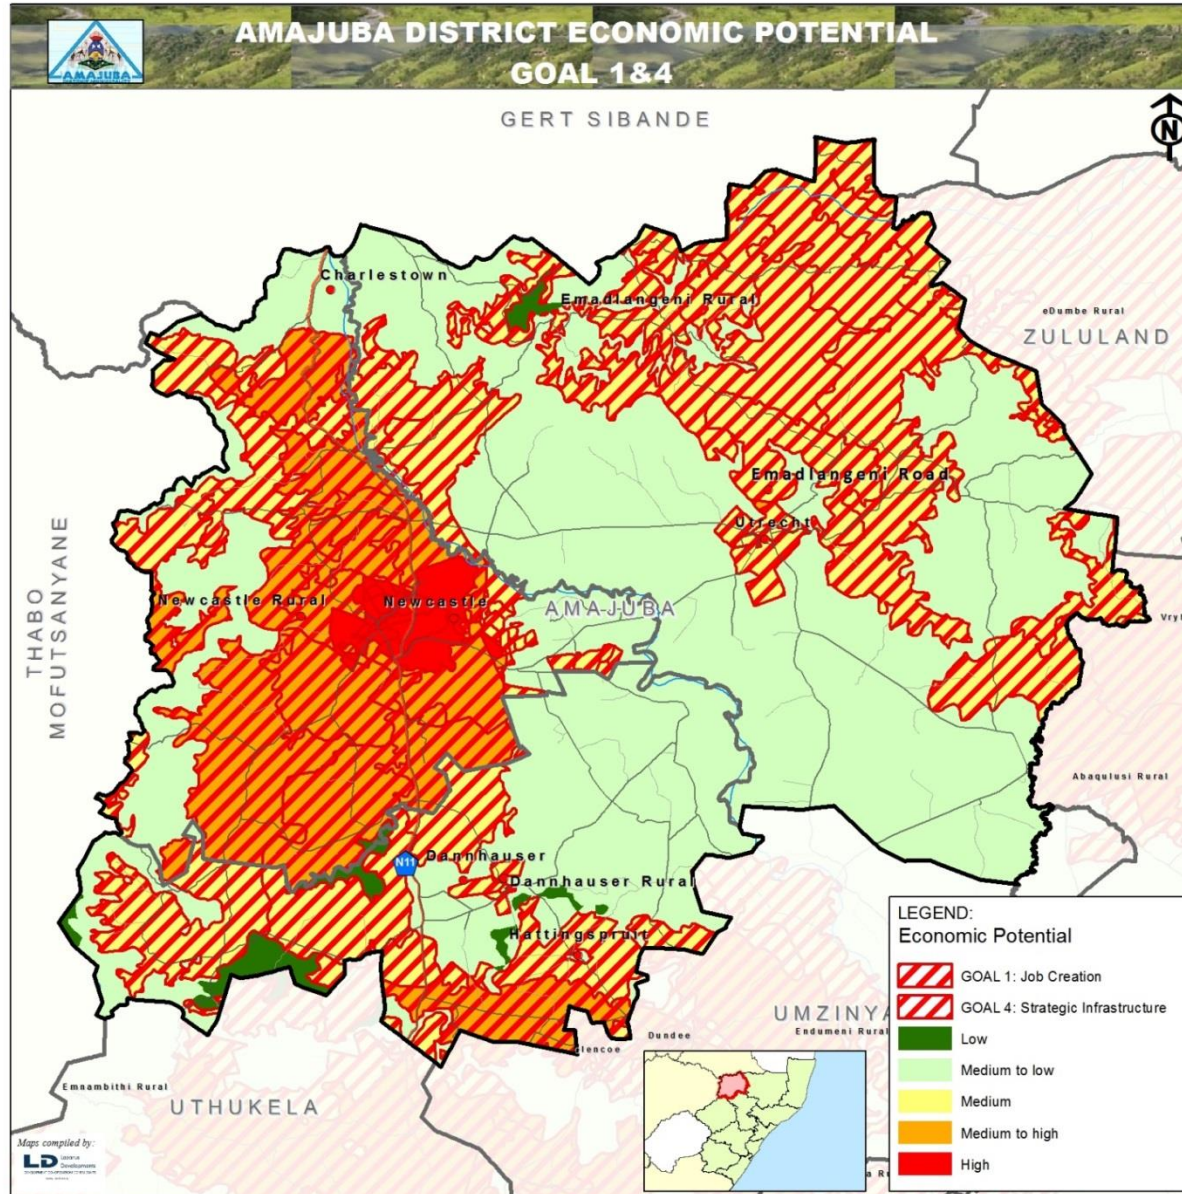 AMAJUBA DISTRICT ECONOMIC POTENTIAL
GOAL 1&4
AMAJUBA
GERT SIBANDE
N
Charlestown
Emadlangeni Rural
eDumbe Rural
ZULULAND
Emadlangeni Road
Utrecht
THABO
MOFUTSANYANE
Newcastle Rural
Newcastle
AMAJUBA
Abaqulusi Rural
N11
Dannhauser
Dannhauser Rural
Hattingspruit
UMZINYA
Endumeni Rural
Dundee
Glencoe
Emnambithi Rural
UTHUKELA
LEGEND:
Economic Potential
GOAL 1: Job Creation
GOAL 4: Strategic Infrastructure
Low
Medium to low
Medium
Medium to high
High
Maps compiled by:
LD